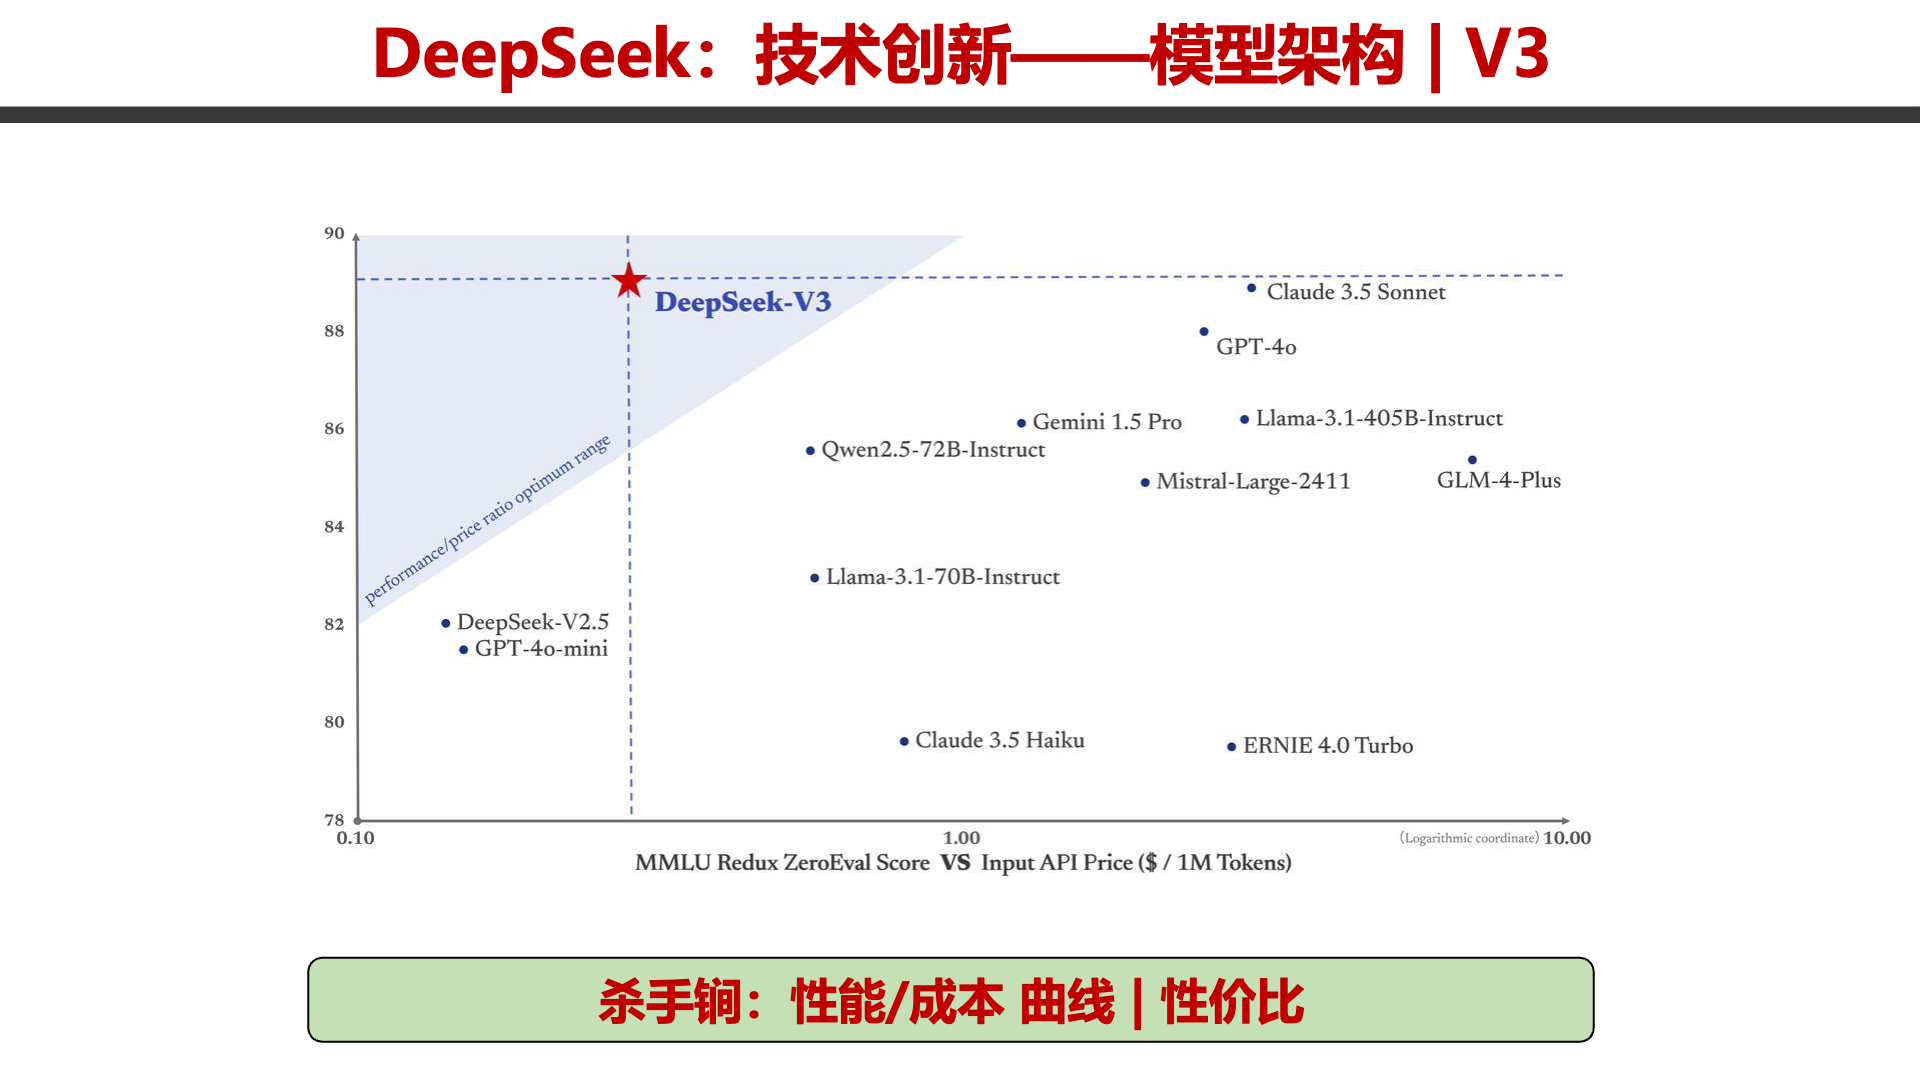 DeepSeek：技术创新——模型架构 | V3
90
DeepSeek-V3
Claude 3.5 Sonnet
88
GPT-4o
86
Gemini 1.5 Pro
Llama-3.1-405B-Instruct
Qwen2.5-72B-Instruct
performance/price ratio optimum range
Mistral-Large-2411
GLM-4-Plus
84
Llama-3.1-70B-Instruct
82
DeepSeek-V2.5
GPT-4o-mini
80
Claude 3.5 Haiku
ERNIE 4.0 Turbo
78
0.10
1.00
(Logarithmic coordinate) 10.00
MMLU Redux ZeroEval Score VS Input API Price ($ / 1M Tokens)
杀手锏：性能/成本 曲线 | 性价比